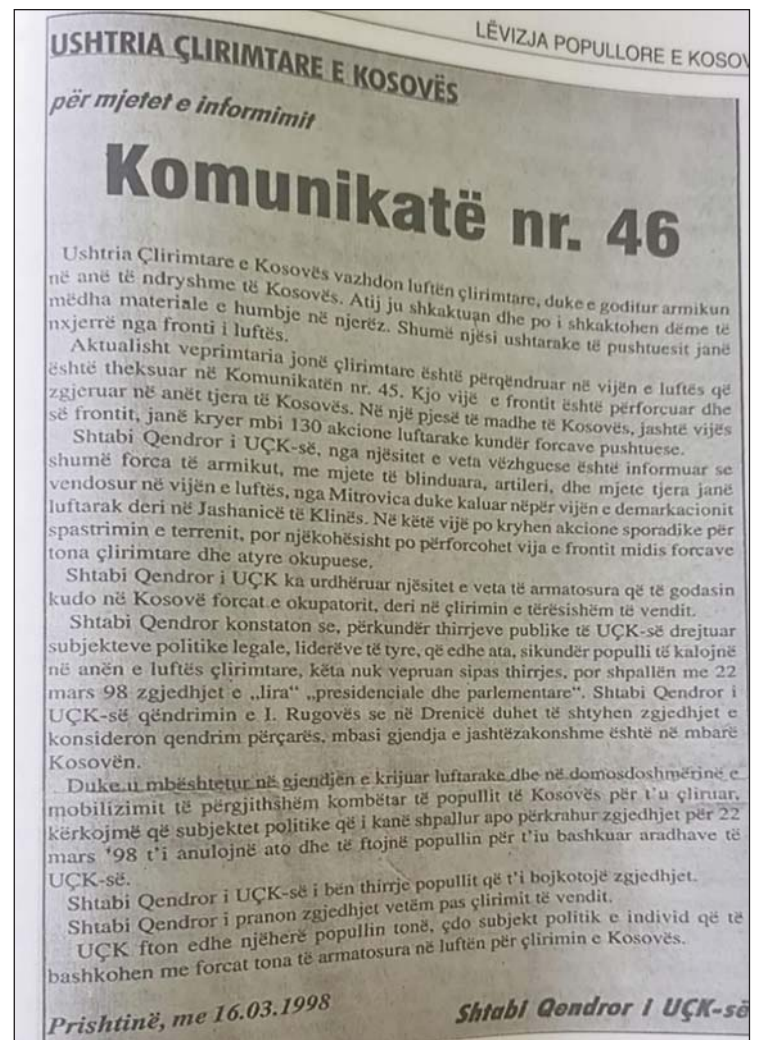 LËVIZJA POPULLORE E KOSOV
USHTRIA ÇLIRIMTARE E KOSOVËS
për mjetet e informimit
Komunikatë nr. 46
Ushtria Çlirimtare e Kosovës vazhdon luftën çlirimtare, duke e goditur armikun
në anë të ndryshme të Kosovës. Atij ju shkaktuan dhe po i shkaktohen dëme të
mëdha materiale e humbje në njerëz. Shumë njësi ushtarake të pushtuesit janë
nxjerrë nga fronti i luftës.
Aktualisht veprimtaria jonë çlirimtare është përqëndruar në vijën e luftës që
është theksuar në Komunikatën nr. 45. Kjo vijë e frontit është përforcuar dhe
zgjeruar në anët tjera të Kosovës. Në një pjesë të madhe të Kosovës, jashtë vijës
së frontit, janë kryer mbi 130 akcione luftarake kundër forcave pushtuese.
Shtabi Qendror i UÇK-së, nga njësitet e veta vëzhguese është informuar se
shumë forca të armikut, me mjete të blinduara, artileri, dhe mjete tjera janë
vendosur në vijën e luftës, nga Mitrovica duke kaluar nëpër vijën e demarkacionit
luftarak deri në Jashanicë të Klinës. Në këtë vijë po kryhen akcione sporadike për
spastrimin e terrenit, por njëkohësisht po përforcohet vija e frontit midis forcave
tona çlirimtare dhe atyre okupuese.
Shtabi Qendror i UÇK ka urdhëruar njësitet e veta të armatosura që të godasin
kudo në Kosovë forcat e okupatorit, deri në çlirimin e tërësishëm të vendit.
Shtabi Qendror konstaton se, përkundër thirrjeve publike të UÇK-së drejtuar
subjekteve politike legale, liderëve të tyre, që edhe ata, sikundër populli të kalojnë
në anën e luftës çlirimtare, këta nuk vepruan sipas thirrjes, por shpallën me 22
mars 98 zgjedhjet e „lira“ „presidenciale dhe parlementare“. Shtabi Qendror i
UÇK-së qëndrimin e I. Rugovës se në Drenicë duhet të shtyhen zgjedhjet e
konsideron qendrim përçarës, mbasi gjendja e jashtëzakonshme është në mbarë
Kosovën.
Duke u mbështetur në gjendjen e krijuar luftarake dhe në domosdoshmërinë e
mobilizimit të përgjithshëm kombëtar të popullit të Kosovës për t'u çliruar,
kërkojmë që subjektet politike që i kanë shpallur apo përkrahur zgjedhjet për 22
mars '98 t'i anulojnë ato dhe të ftojnë popullin për t'iu bashkuar aradhave të
UÇK-së.
Shtabi Qendror i UÇK-së i bën thirrje popullit që t'i bojkotojë zgjedhjet.
Shtabi Qendror i pranon zgjedhjet vetëm pas çlirimit të vendit.
UÇK fton edhe njëherë popullin tonë, çdo subjekt politik e individ që të
bashkohen me forcat tona të armatosura në luftën për çlirimin e Kosovës.
Prishtinë, me 16.03.1998
Shtabi Qendror i UÇK-së